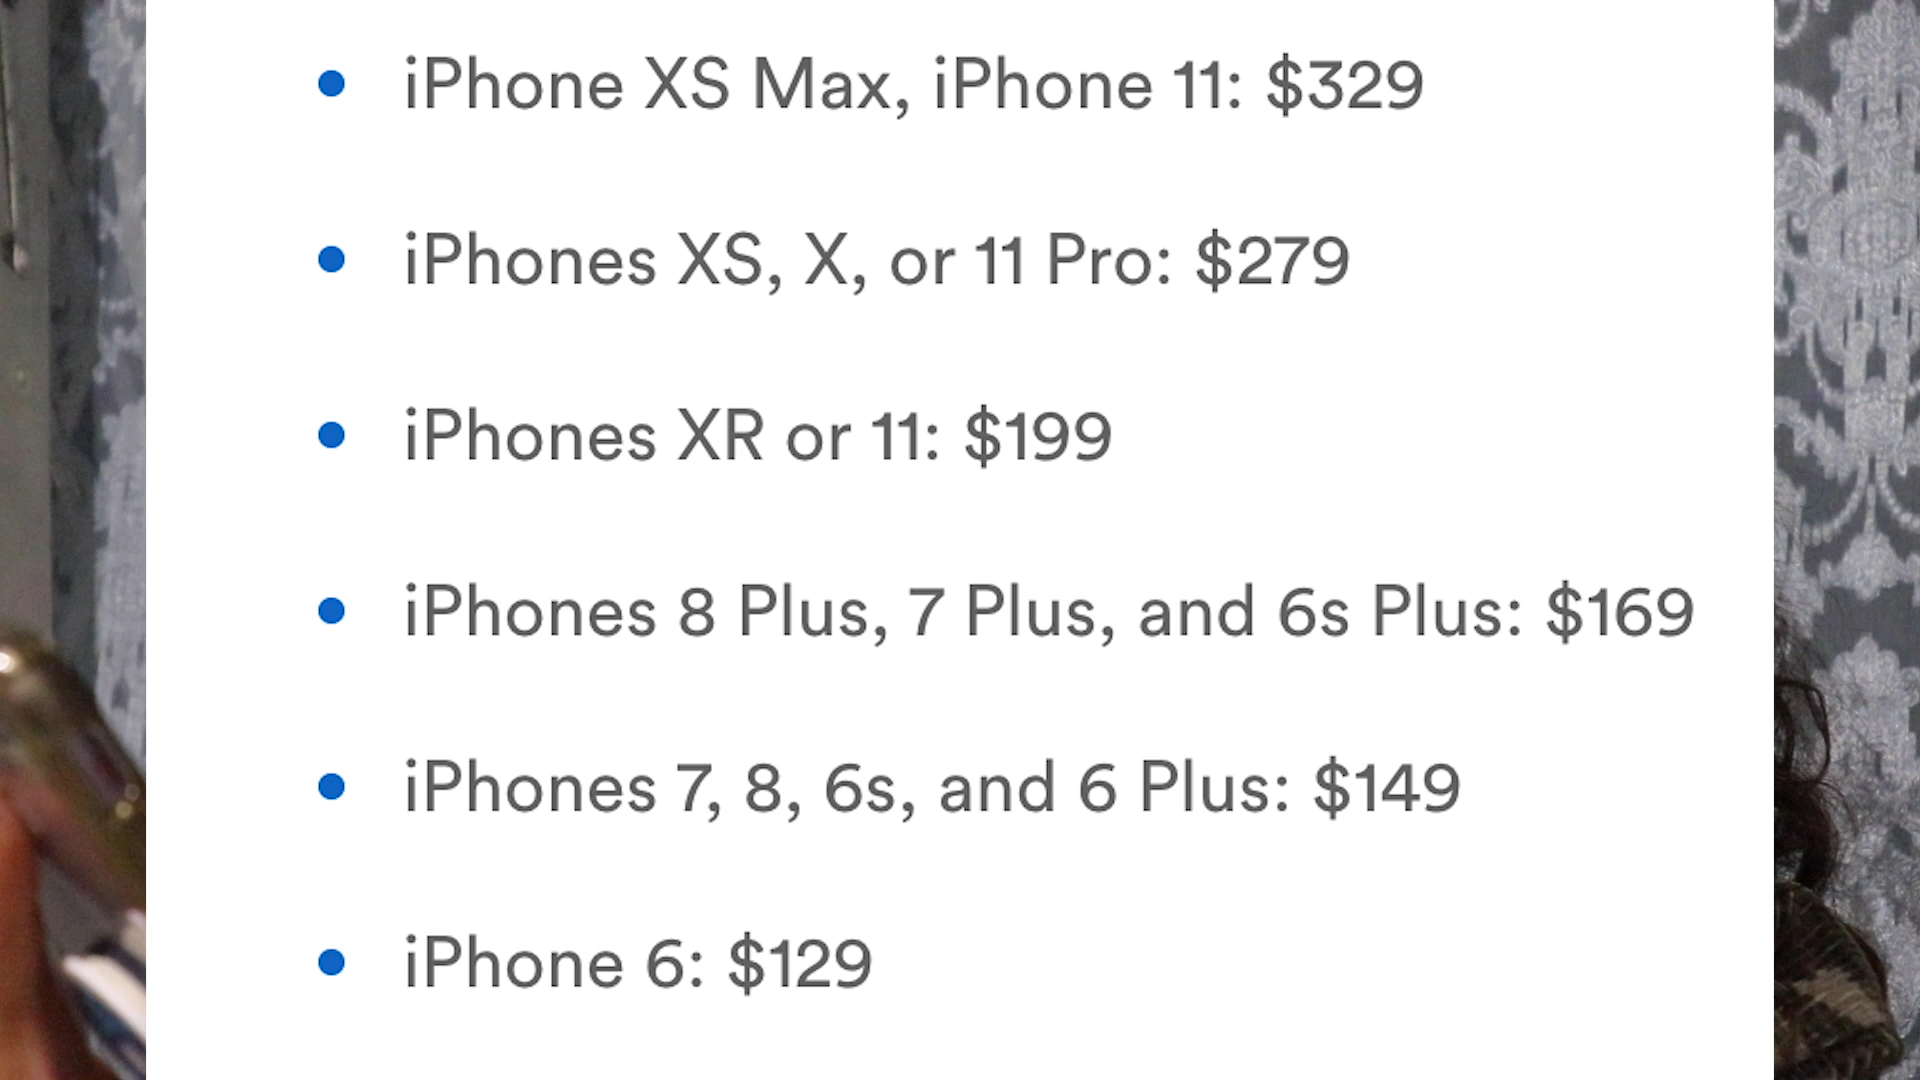 iPhone XS Max, iPhone 11: $329
iPhones XS, X, or 11 Pro: $279
iPhones XR or 11: $199
iPhones 8 Plus, 7 Plus, and 6s Plus: $169
iPhones 7, 8, 6s, and 6 Plus: $149
iPhone 6: $129